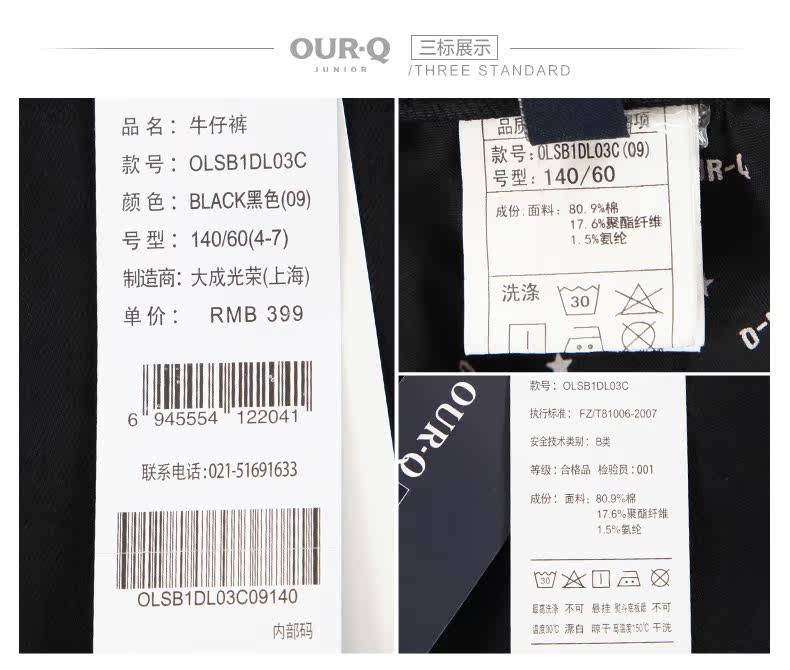 OUR·Q
JUNIOR
三标展示
/THREE STANDARD
品 名：牛仔裤
款 号：OLSB1DL03C
颜 色：BLACK黑色(09)
号 型：140/60(4-7)
制造商：大成光荣(上海)
单 价： RMB 399
6 945554 122041
联系电话:021-51691633
OLSB1DL03C09140
内部码
款号:OLSB1DL03C(09)
号型:140/60
成份:面料: 80.9%棉
17.6%聚酯纤维
1.5%氨纶
洗涤
30
OUR·Q
款号: OLSB1DL03C
执行标准: FZ/T81006-2007
安全技术类别: B类
等级:合格品 检验员:001
成份: 面料: 80.9%棉
17.6%聚酯纤维
1.5%氨纶
30
最高洗涤 不可 悬挂 熨斗底板最 不可
温度30℃ 漂白 晾干 高温度150℃ 干洗